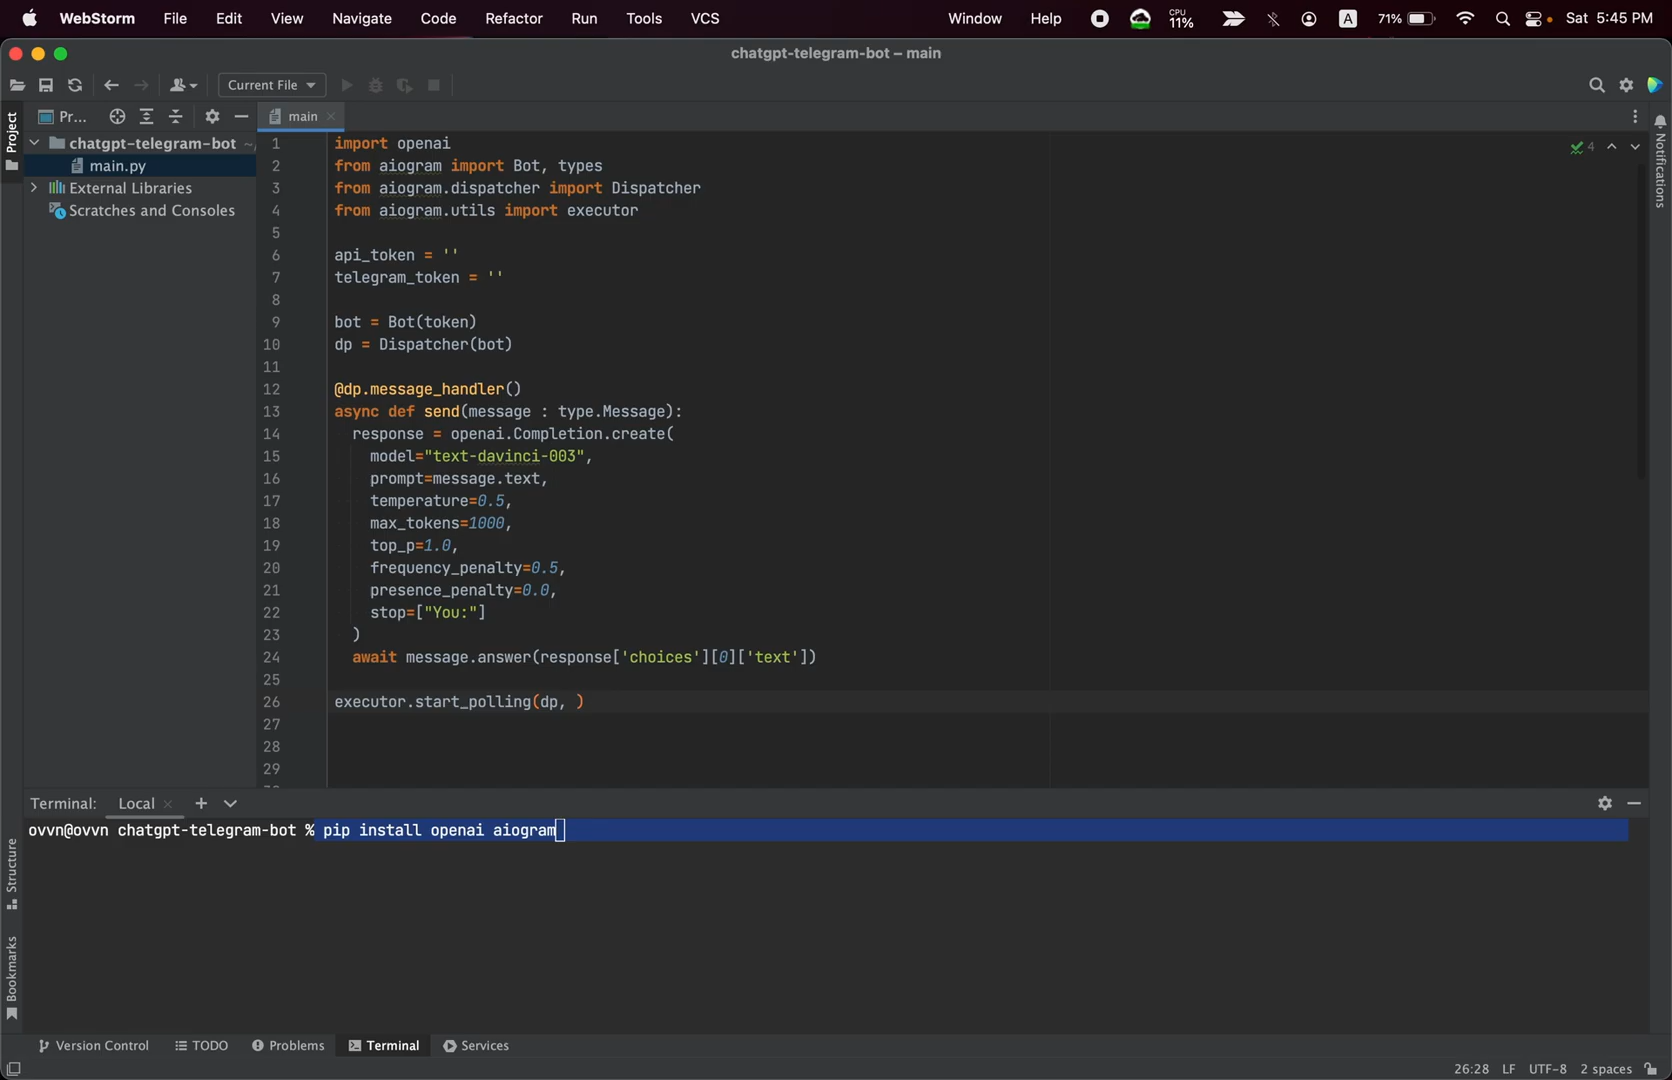 WebStorm File Edit View Navigate Code Refactor Run Tools VCS Window Help CPU 11% A 71% Sat 5:45 PM
chatgpt-telegram-bot – main
Current File
Project
Pr...
main
chatgpt-telegram-bot ~/
main.py
External Libraries
Scratches and Consoles
4
Notifications
1 import openai
2 from aiogram import Bot, types
3 from aiogram.dispatcher import Dispatcher
4 from aiogram.utils import executor
5
6 api_token = ''
7 telegram_token = ''
8
9 bot = Bot(token)
10 dp = Dispatcher(bot)
11
12 @dp.message_handler()
13 async def send(message : type.Message):
14 response = openai.Completion.create(
15 model="text-davinci-003",
16 prompt=message.text,
17 temperature=0.5,
18 max_tokens=1000,
19 top_p=1.0,
20 frequency_penalty=0.5,
21 presence_penalty=0.0,
22 stop=["You:"]
23 )
24 await message.answer(response['choices'][0]['text'])
25
26 executor.start_polling(dp, )
27
28
29
Terminal: Local
ovvn@ovvn chatgpt-telegram-bot % pip install openai aiogram
Structure
Bookmarks
Version Control TODO Problems Terminal Services
26:28 LF UTF-8 2 spaces